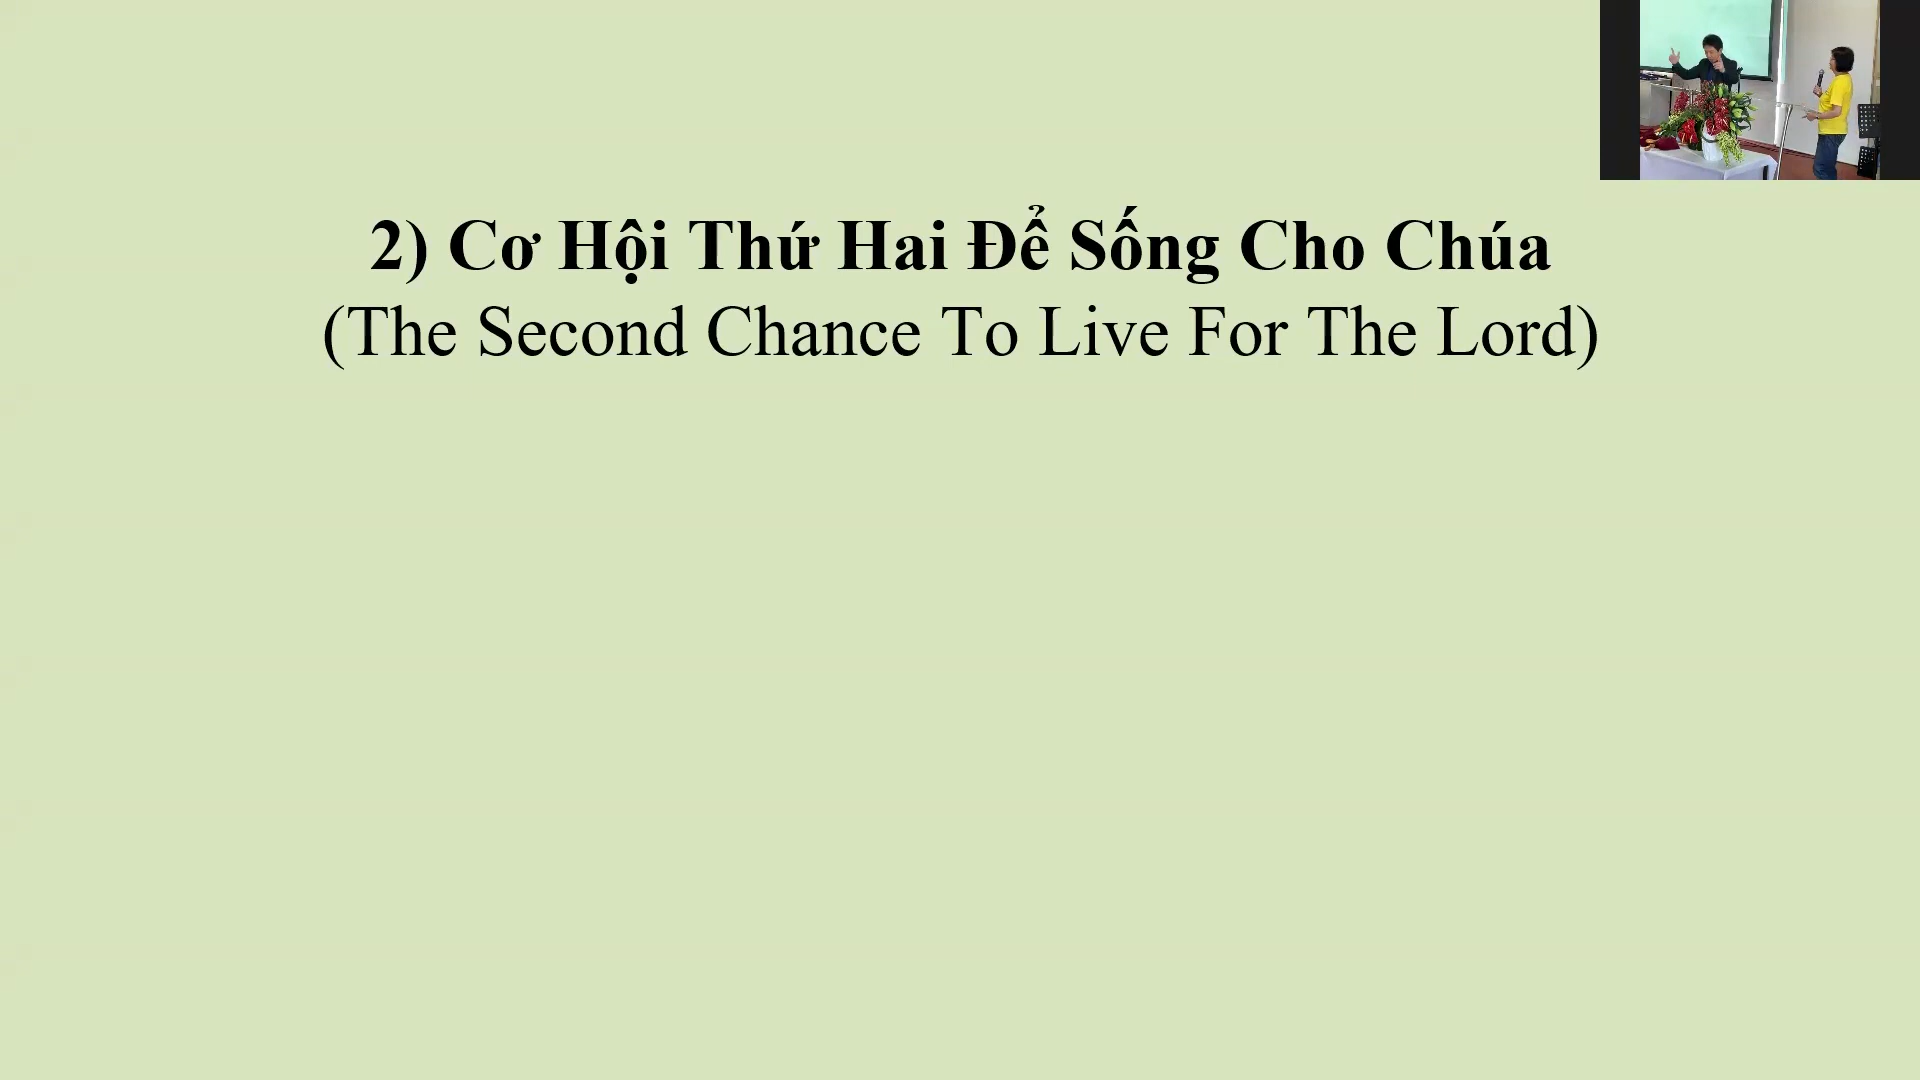 2) Cơ Hội Thứ Hai Để Sống Cho Chúa
(The Second Chance To Live For The Lord)